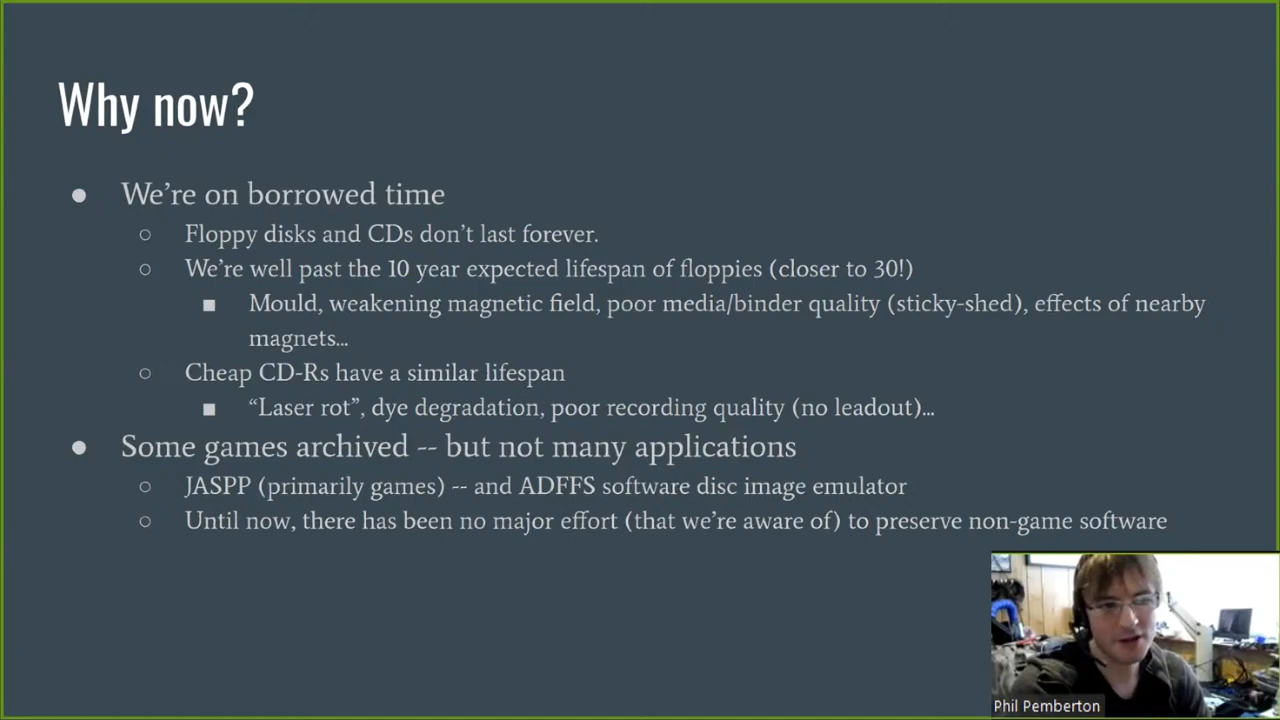 Why now?
● We’re on borrowed time
○ Floppy disks and CDs don’t last forever.
○ We’re well past the 10 year expected lifespan of floppies (closer to 30!)
■ Mould, weakening magnetic field, poor media/binder quality (sticky-shed), effects of nearby
magnets…
○ Cheap CD-Rs have a similar lifespan
■ “Laser rot”, dye degradation, poor recording quality (no leadout)…
● Some games archived -- but not many applications
○ JASPP (primarily games) -- and ADFFS software disc image emulator
○ Until now, there has been no major effort (that we’re aware of) to preserve non-game software
Phil Pemberton